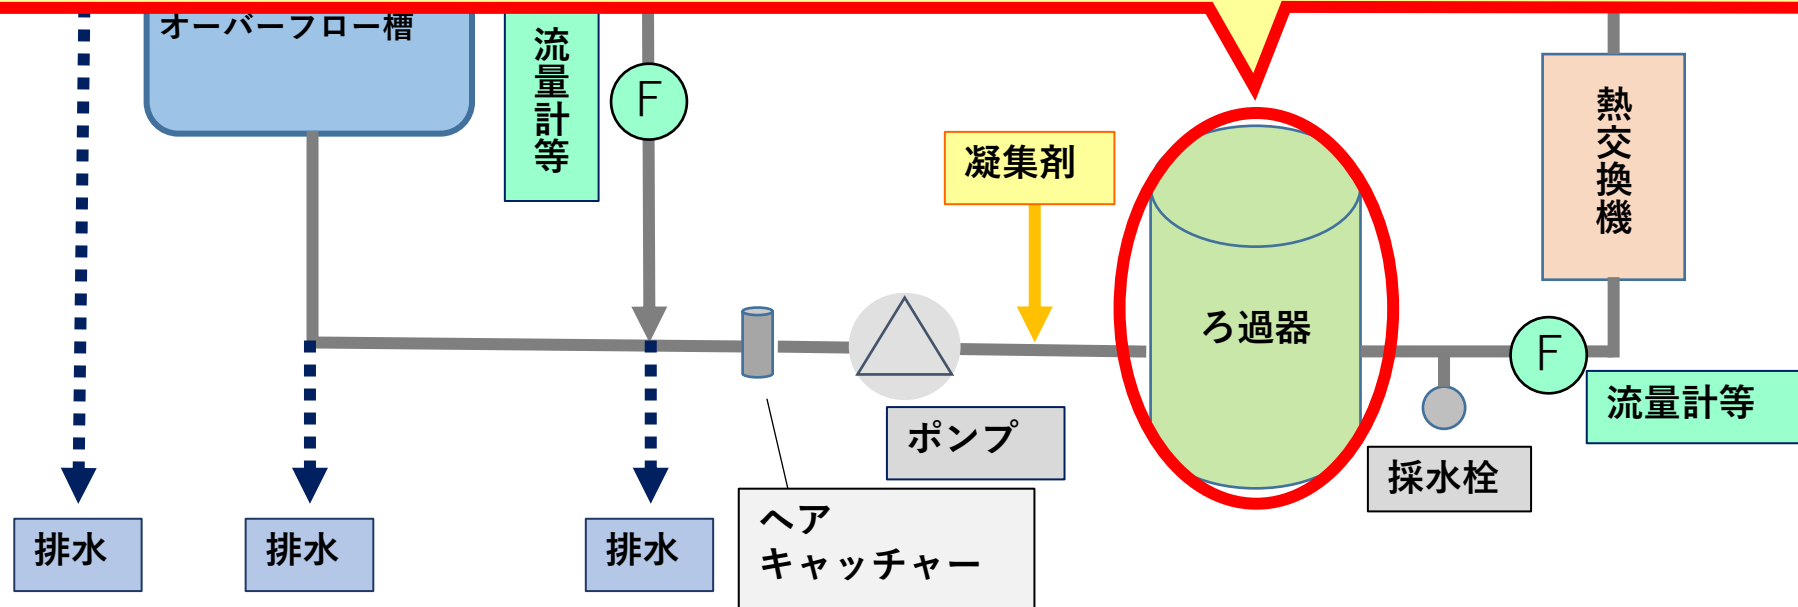 オーバーフロー槽
流量計等
F
凝集剤
熱交換機
ろ過器
F
流量計等
ポンプ
採水栓
ヘア
キャッチャー
排水
排水
排水